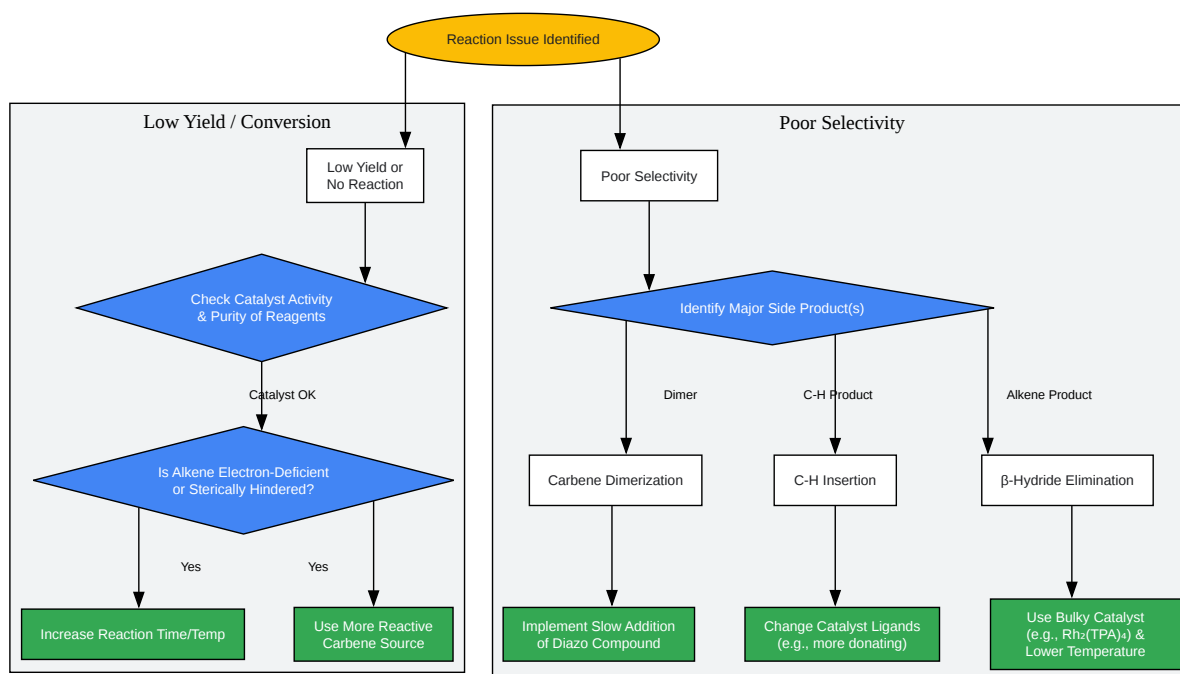 Reaction Issue Identified
Low Yield / Conversion
Low Yield or
No Reaction
Check Catalyst Activity
& Purity of Reagents
Catalyst OK
Is Alkene Electron-Deficient
or Sterically Hindered?
Yes
Yes
Increase Reaction Time/Temp
Use More Reactive
Carbene Source
Poor Selectivity
Poor Selectivity
Identify Major Side Product(s)
Dimer
C-H Product
Alkene Product
Carbene Dimerization
C-H Insertion
β-Hydride Elimination
Implement Slow Addition
of Diazo Compound
Change Catalyst Ligands
(e.g., more donating)
Use Bulky Catalyst
(e.g., Rh₂(TPA)₄) &
Lower Temperature